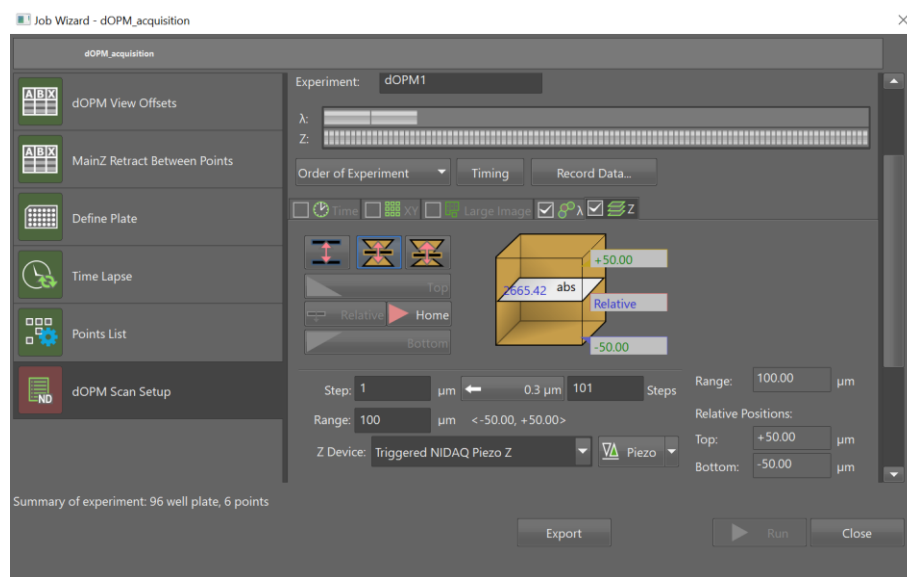 Job Wizard - dOPM_acquisition
dOPM_acquisition
ABX
dOPM View Offsets
ABX
MainZ Retract Between Points
Define Plate
Time Lapse
Points List
ND
dOPM Scan Setup
Experiment: dOPM1
λ:
Z:
Order of Experiment Timing Record Data...
Time XY Large Image λ Z
Top
Relative Home
Bottom
+50.00
2665.42 abs
Relative
-50.00
Step: 1 µm 0.3 µm 101 Steps
Range: 100 µm <-50.00, +50.00>
Z Device: Triggered NIDAQ Piezo Z Piezo
Range: 100.00 µm
Relative Positions:
Top: +50.00 µm
Bottom: -50.00 µm
Summary of experiment: 96 well plate, 6 points
Export Run Close